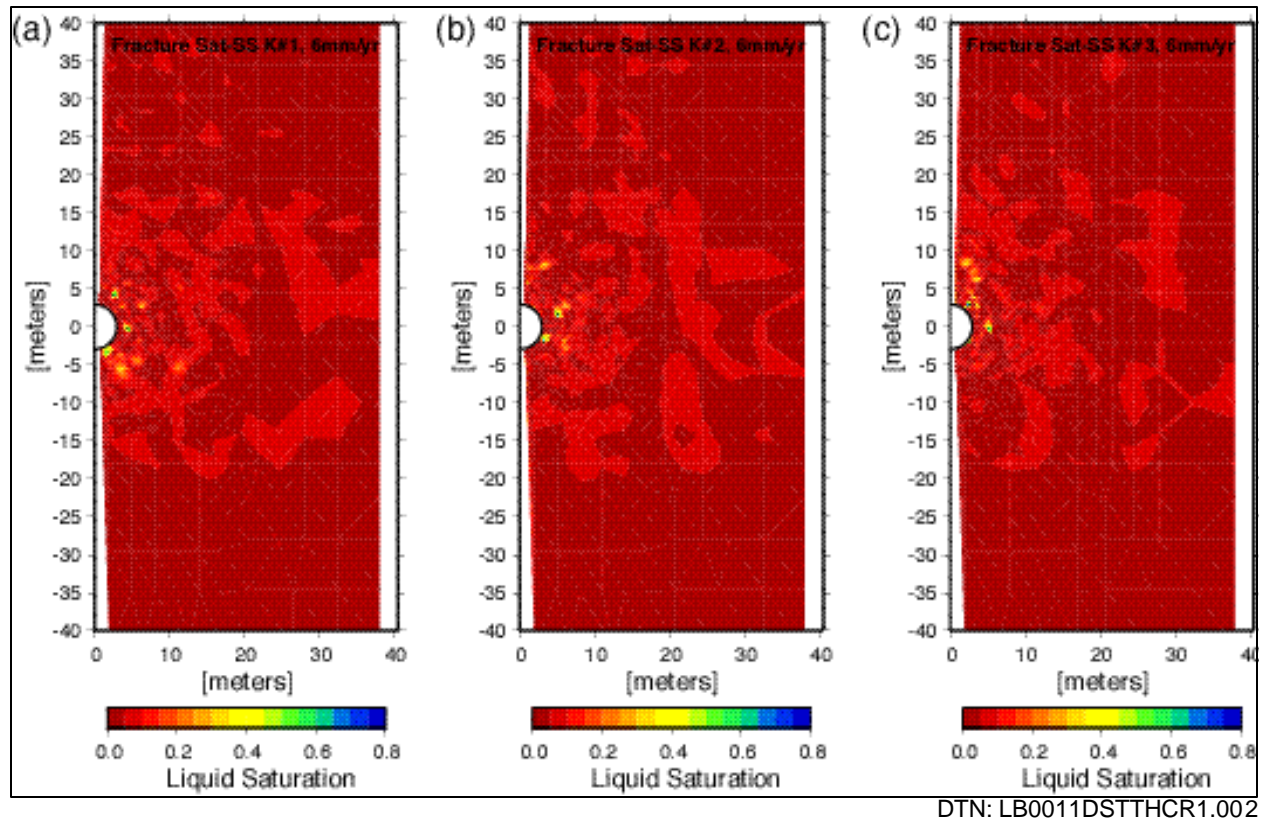 (a) (b) (c)
Fracture Sat-SS K#1, 6mm/yr Fracture Sat-SS K#2, 6mm/yr Fracture Sat-SS K#3, 6mm/yr
40 40 40
35 35 35
30 30 30
25 25 25
20 20 20
15 15 15
10 10 10
5 5 5
0 0 0
-5 -5 -5
-10 -10 -10
-15 -15 -15
-20 -20 -20
-25 -25 -25
-30 -30 -30
-35 -35 -35
-40 -40 -40
[meters] [meters] [meters]
0 10 20 30 40 0 10 20 30 40 0 10 20 30 40
[meters] [meters] [meters]
0.0 0.2 0.4 0.6 0.8 0.0 0.2 0.4 0.6 0.8 0.0 0.2 0.4 0.6 0.8
Liquid Saturation Liquid Saturation Liquid Saturation
DTN: LB0011DSTTHCR1.002